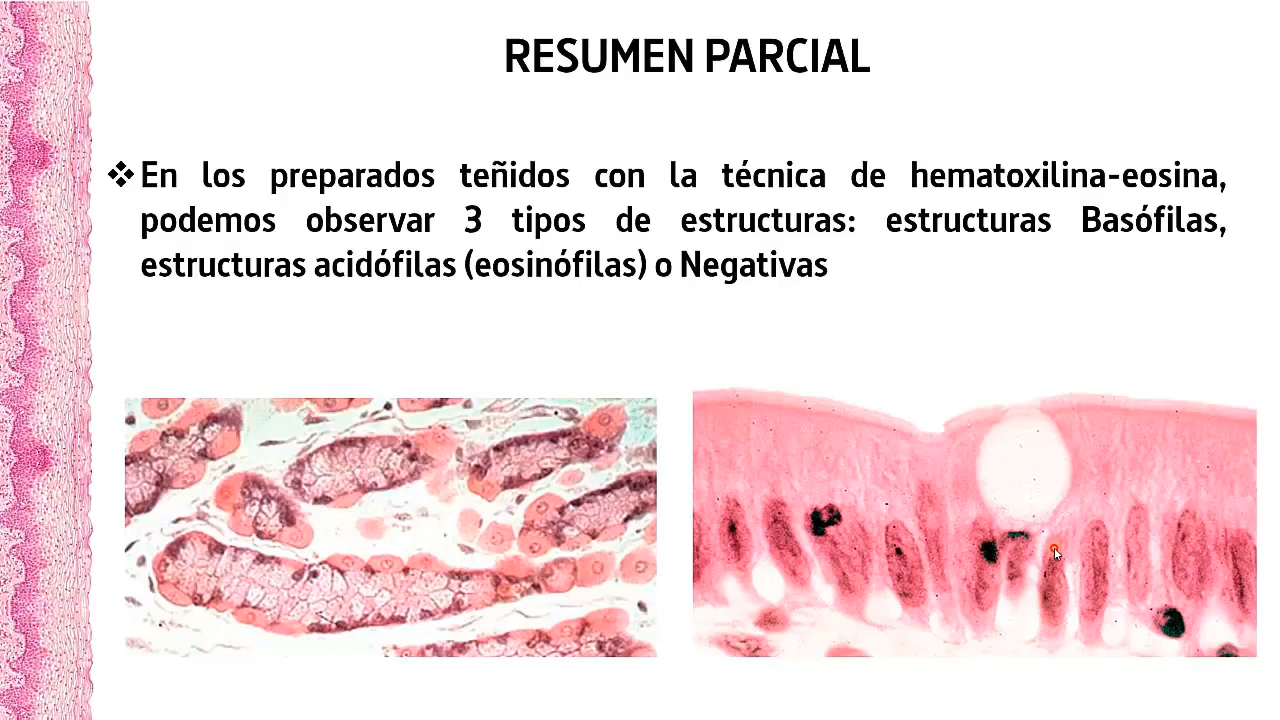 RESUMEN PARCIAL
❖En los preparados teñidos con la técnica de hematoxilina-eosina,
podemos observar 3 tipos de estructuras: estructuras Basófilas,
estructuras acidófilas (eosinófilas) o Negativas